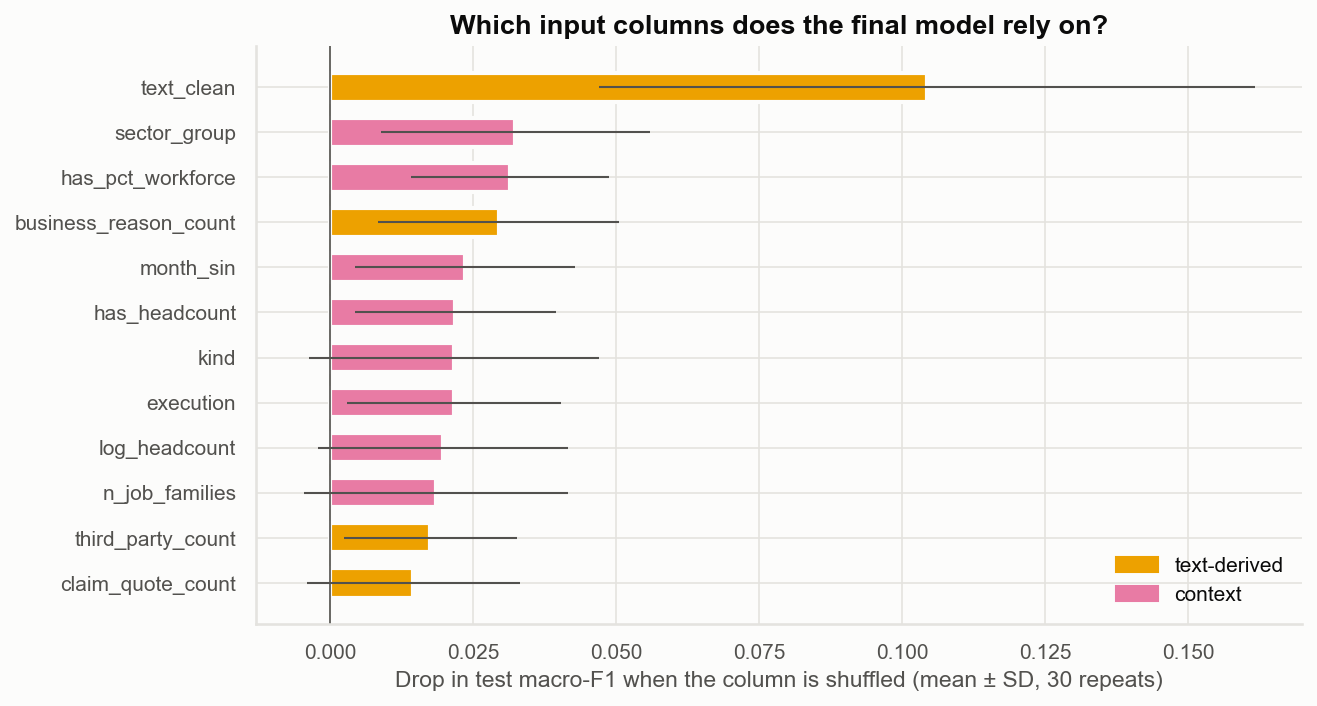 Which input columns does the final model rely on?
text_clean
sector_group
has_pct_workforce
business_reason_count
month_sin
has_headcount
kind
execution
log_headcount
n_job_families
third_party_count
claim_quote_count
text-derived
context
0.000 0.025 0.050 0.075 0.100 0.125 0.150
Drop in test macro-F1 when the column is shuffled (mean ± SD, 30 repeats)